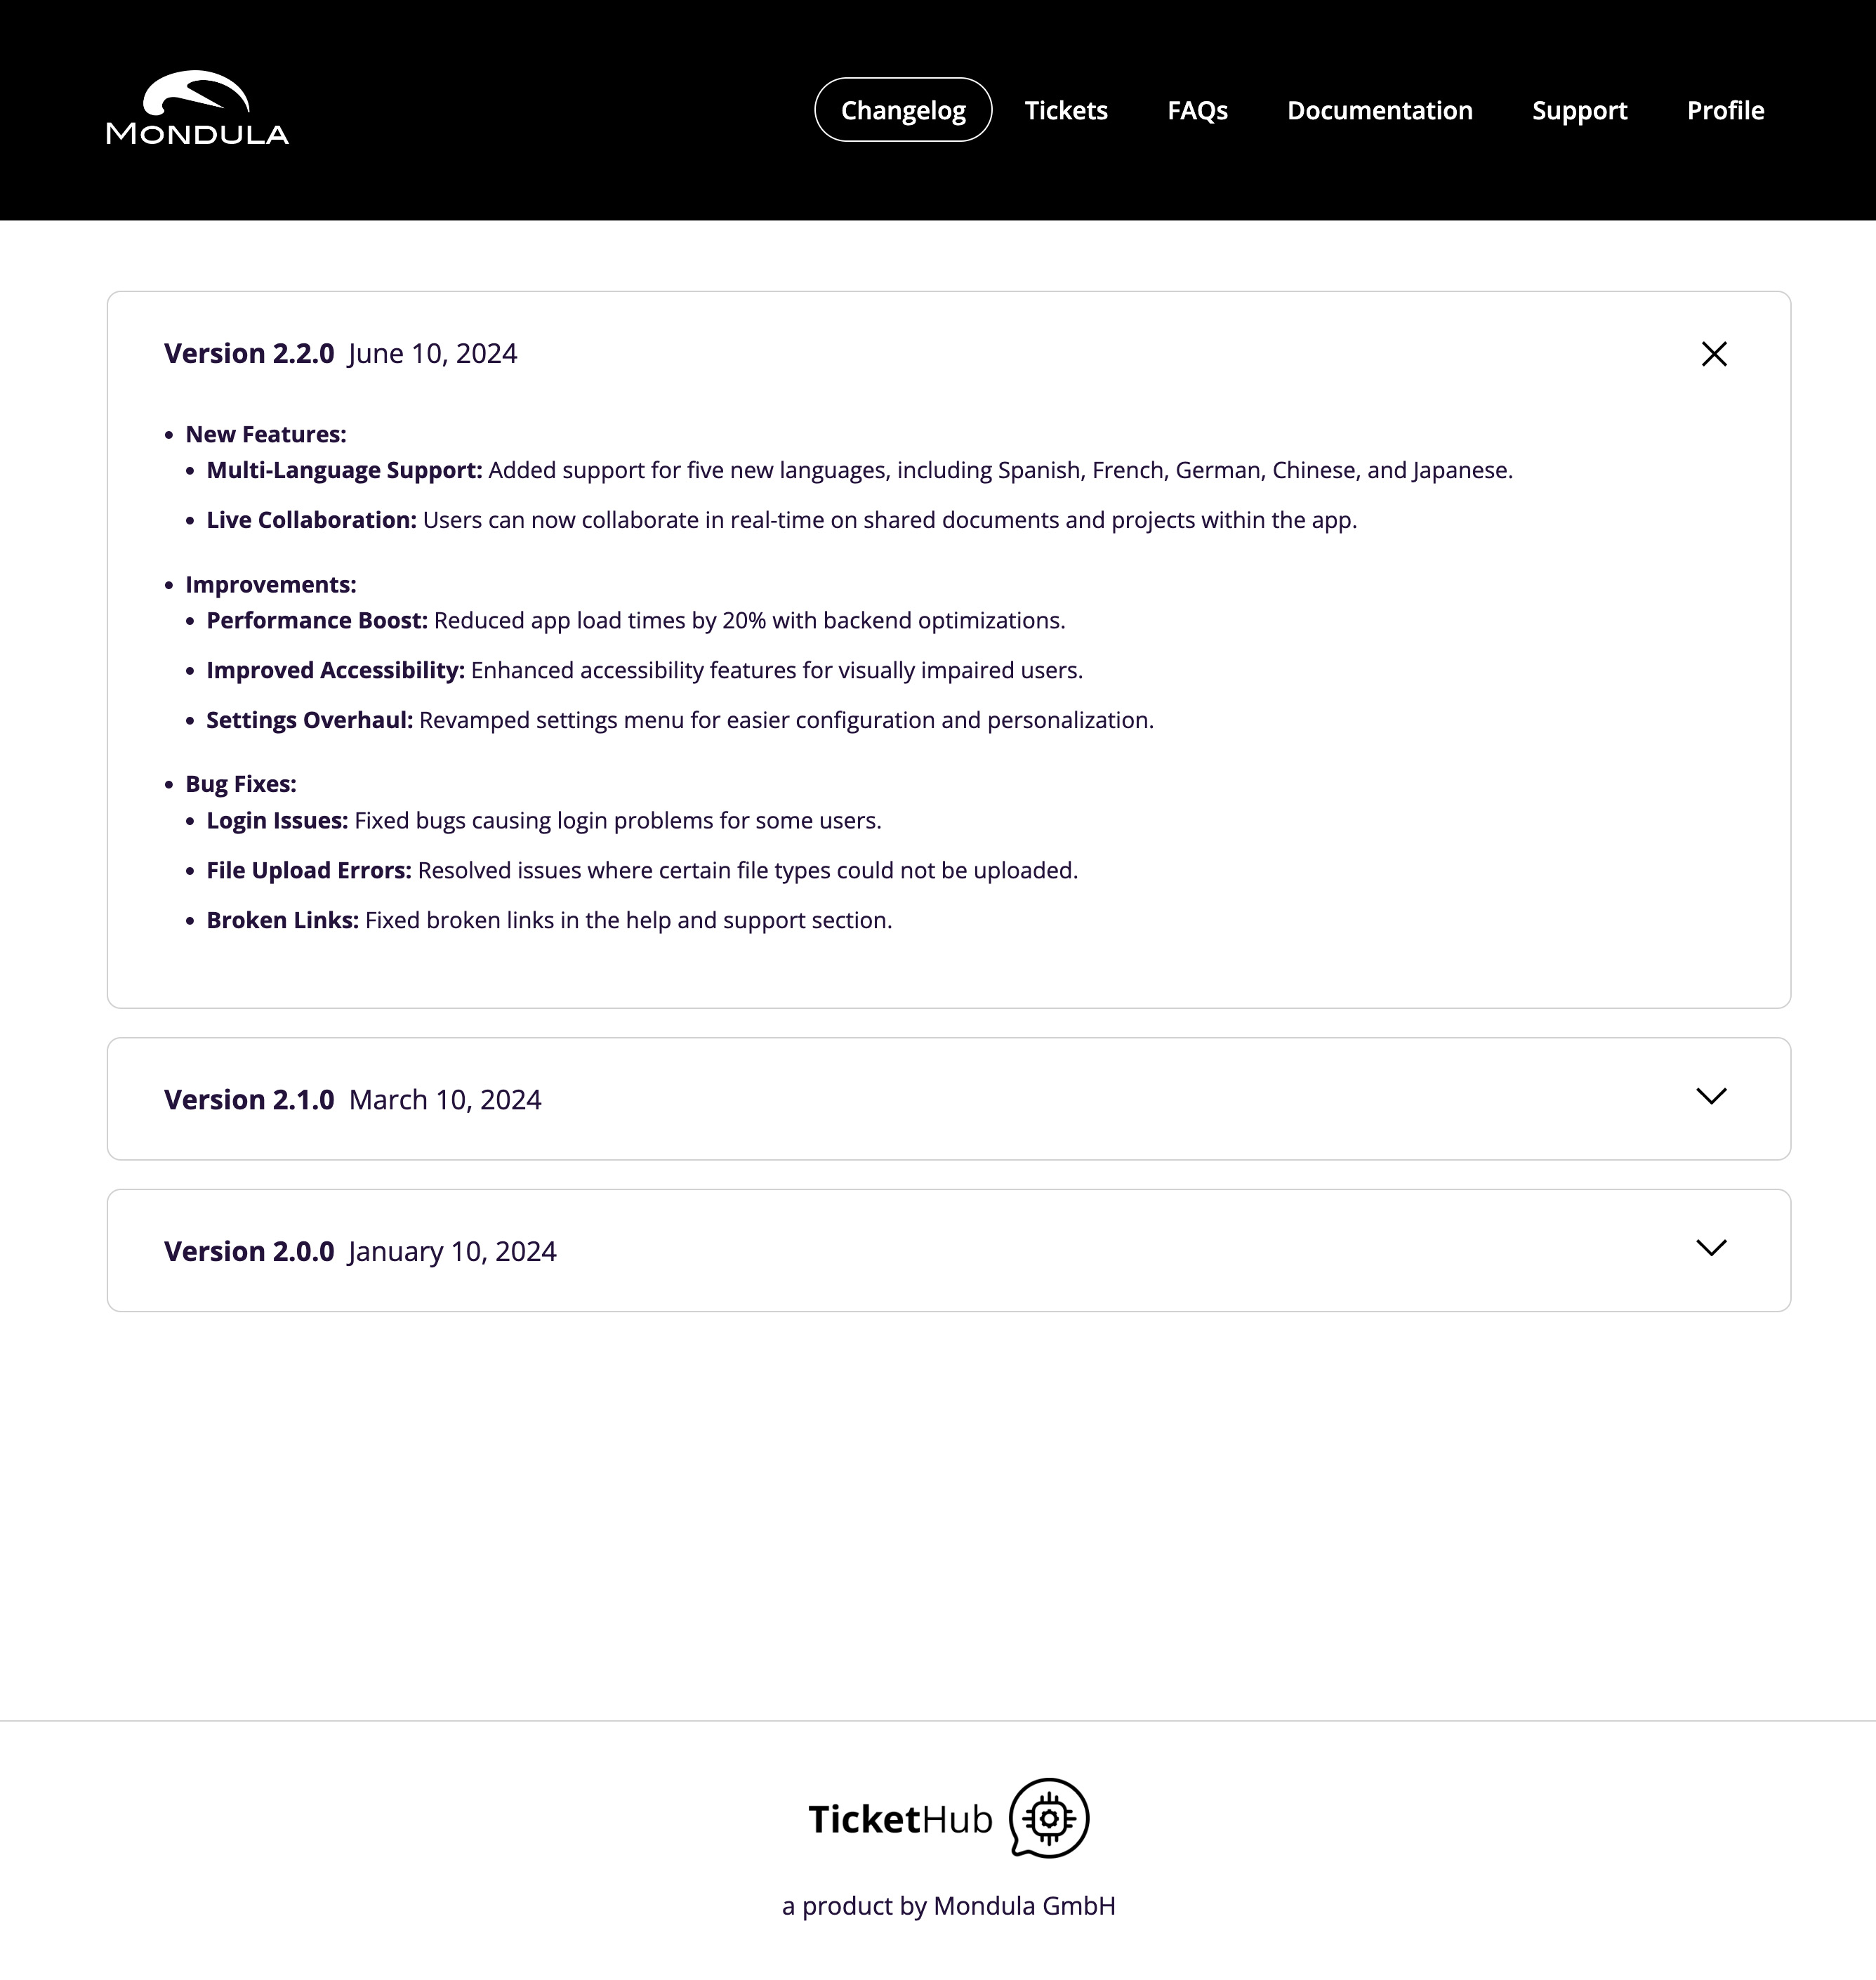 MONDULA
Changelog Tickets FAQs Documentation Support Profile
Version 2.2.0 June 10, 2024
• New Features:
• Multi-Language Support: Added support for five new languages, including Spanish, French, German, Chinese, and Japanese.
• Live Collaboration: Users can now collaborate in real-time on shared documents and projects within the app.
• Improvements:
• Performance Boost: Reduced app load times by 20% with backend optimizations.
• Improved Accessibility: Enhanced accessibility features for visually impaired users.
• Settings Overhaul: Revamped settings menu for easier configuration and personalization.
• Bug Fixes:
• Login Issues: Fixed bugs causing login problems for some users.
• File Upload Errors: Resolved issues where certain file types could not be uploaded.
• Broken Links: Fixed broken links in the help and support section.
Version 2.1.0 March 10, 2024
Version 2.0.0 January 10, 2024
TicketHub
a product by Mondula GmbH